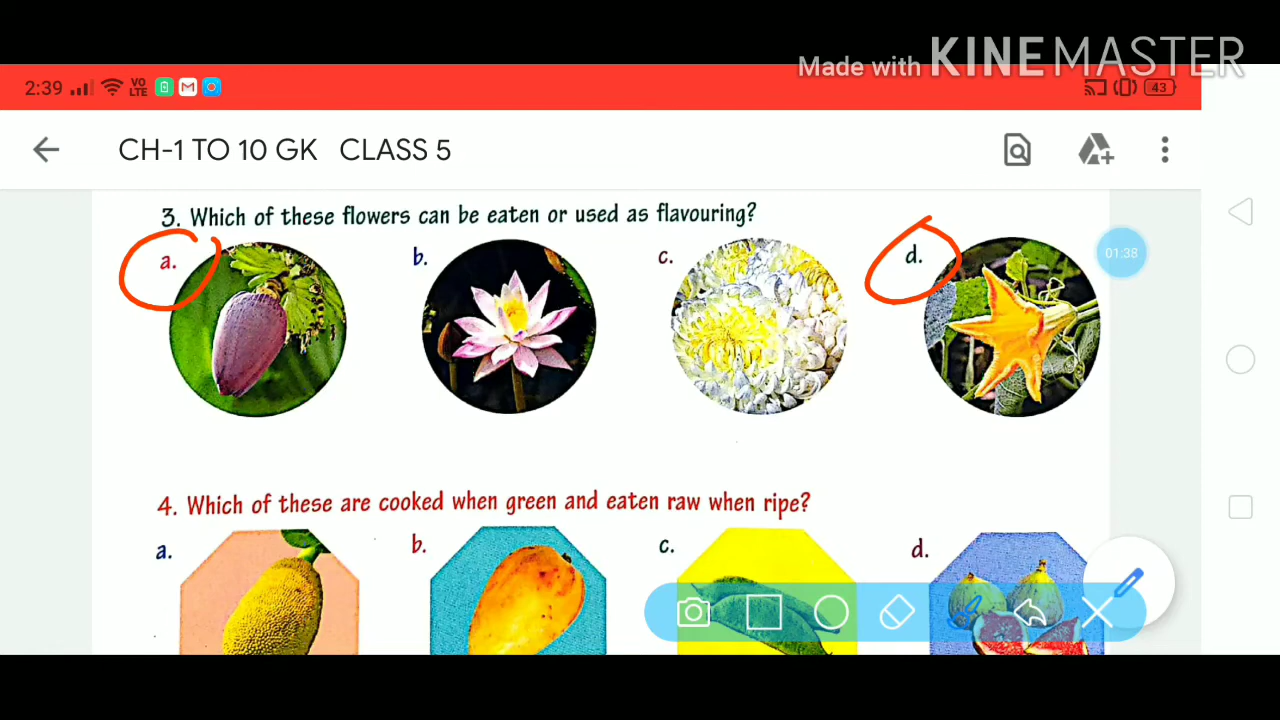 Made with KINEMASTER
2:39 VO LTE 43
CH-1 TO 10 GK CLASS 5
3. Which of these flowers can be eaten or used as flavouring?
a. b. c. d.
01:38
4. Which of these are cooked when green and eaten raw when ripe?
a. b. c. d.